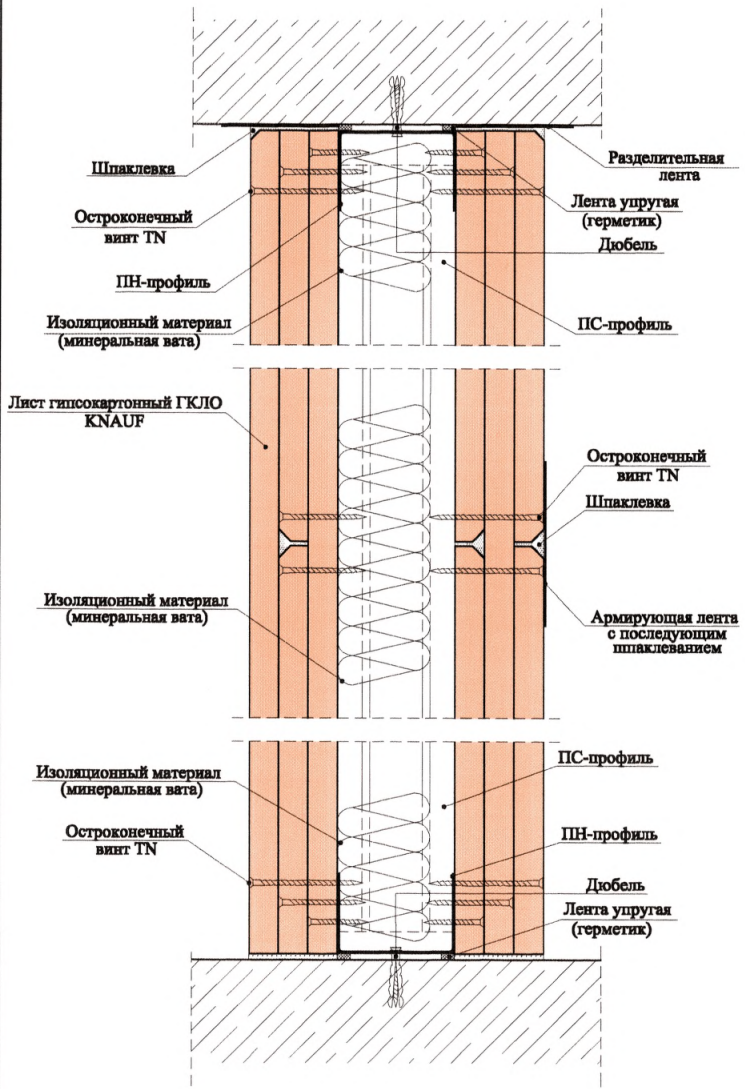 Шпаклевка
Остроконечный
винт TN
ПН-профиль
Изоляционный материал
(минеральная вата)
Разделительная
лента
Лента упругая
(герметик)
Дюбель
ПС-профиль
Лист гипсокартонный ГКЛО
KNAUF
Изоляционный материал
(минеральная вата)
Остроконечный
винт TN
Шпаклевка
Армирующая лента
с последующим
шпаклеванием
Изоляционный материал
(минеральная вата)
Остроконечный
винт TN
ПС-профиль
ПН-профиль
Дюбель
Лента упругая
(герметик)